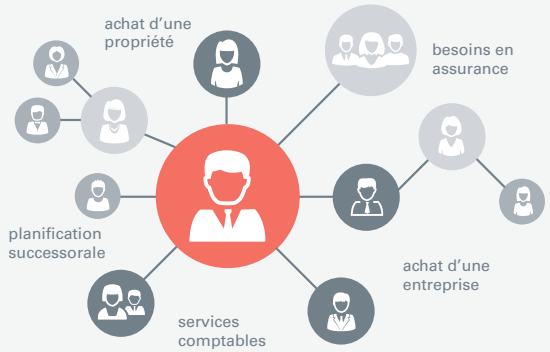 achat d’une
propriété
besoins en
assurance
planification
successorale
achat d’une
entreprise
services
comptables